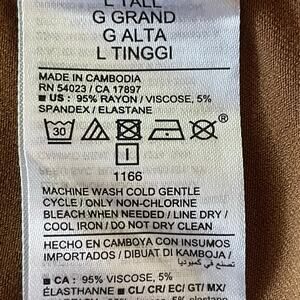 L TALL
G GRAND
G ALTA
L TINGGI
MADE IN CAMBODIA
RN 54023 / CA 17897
■ US : 95% RAYON / VISCOSE, 5%
SPANDEX / ELASTANE
30
I
1166
MACHINE WASH COLD GENTLE
CYCLE / ONLY NON-CHLORINE
BLEACH WHEN NEEDED / LINE DRY /
COOL IRON / DO NOT DRY CLEAN
HECHO EN CAMBOYA CON INSUMOS
IMPORTADOS / DIBUAT DI KAMBOJA /
صنع في كمبوديا
■ CA : 95% VISCOSE, 5%
ÉLASTHANNE ■ CL/ CR/ EC/ GT/ MX/